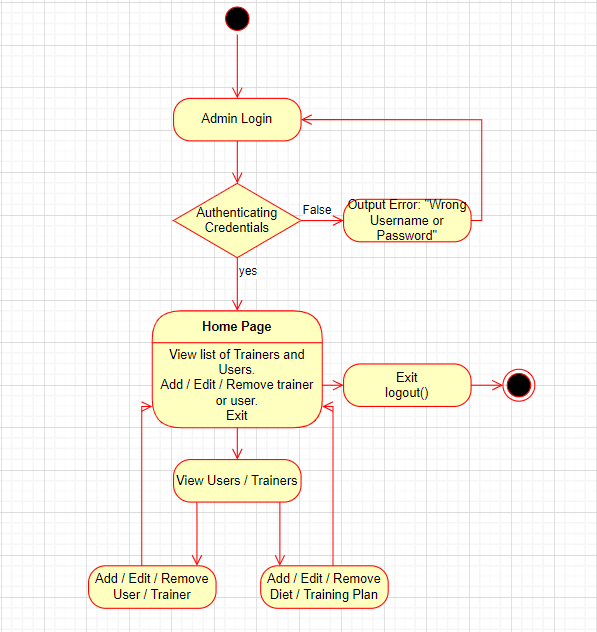 Admin Login
Authenticating
Credentials
False
Output Error: "Wrong
Username or
Password"
yes
Home Page
View list of Trainers and
Users.
Add / Edit / Remove trainer
or user.
Exit
Exit
logout()
View Users / Trainers
Add / Edit / Remove
User / Trainer
Add / Edit / Remove
Diet / Training Plan